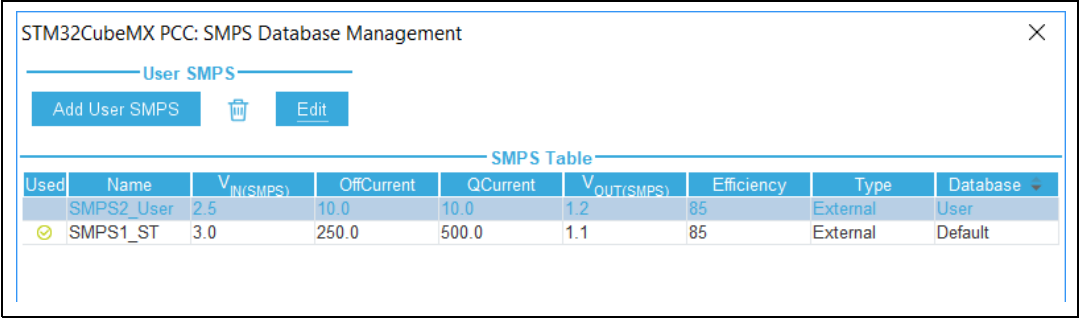 STM32CubeMX PCC: SMPS Database Management
User SMPS
Add User SMPS Edit
SMPS Table
Used Name VIN(SMPS) OffCurrent QCurrent VOUT(SMPS) Efficiency Type Database
SMPS2_User 2.5 10.0 10.0 1.2 85 External User
SMPS1_ST 3.0 250.0 500.0 1.1 85 External Default